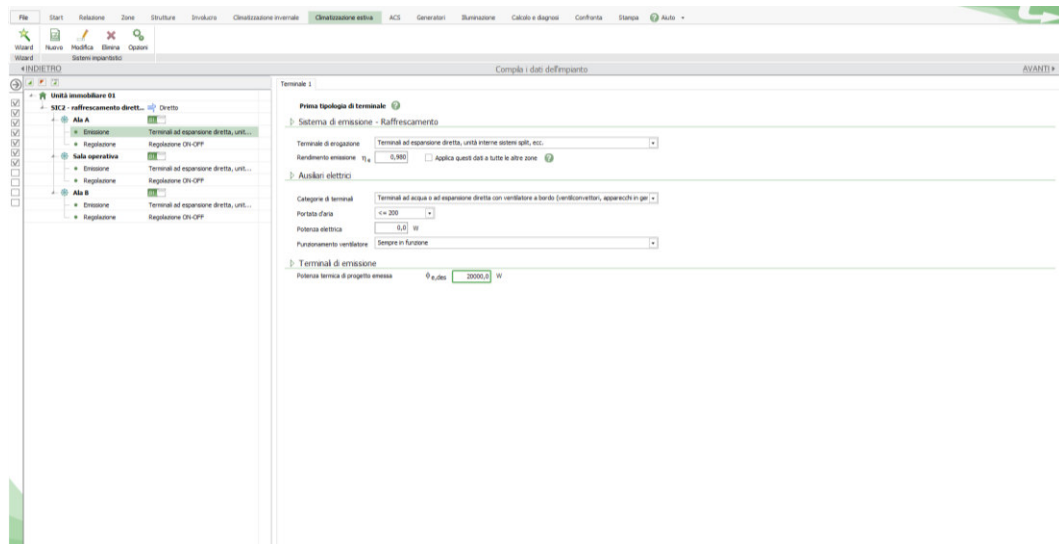 File Start Relazione Zone Strutture Involucro Climatizzazione invernale Climatizzazione estiva ACS Generatori Illuminazione Calcolo e diagnosi Confronta Stampa Aiuto
Wizard Nuovo Modifica Elimina Opzioni
Wizard Sistemi impiantistici
INDIETRO Compila i dati dell'impianto AVANTI
Terminale 1
Unità immobiliare 01
SIC2 - raffrescamento dirett... Diretto
Ala A
Emissione Terminali ad espansione diretta, unit...
Regolazione Regolazione ON-OFF
Sala operativa
Emissione Terminali ad espansione diretta, unit...
Regolazione Regolazione ON-OFF
Ala B
Emissione Terminali ad espansione diretta, unit...
Regolazione Regolazione ON-OFF
Prima tipologia di terminale
Sistema di emissione - Raffrescamento
Terminale di erogazione Terminali ad espansione diretta, unità interne sistemi split, ecc.
Rendimento emissione η e 0,980 Applica questi dati a tutte le altre zone
Ausiliari elettrici
Categorie di terminali Terminali ad acqua o ad espansione diretta con ventilatore a bordo (ventilconvettori, apparecchi in ger
Portata d'aria <= 200
Potenza elettrica 0,0 W
Funzionamento ventilatore Sempre in funzione
Terminali di emissione
Potenza termica di progetto emessa Φ e,des 20000,0 W